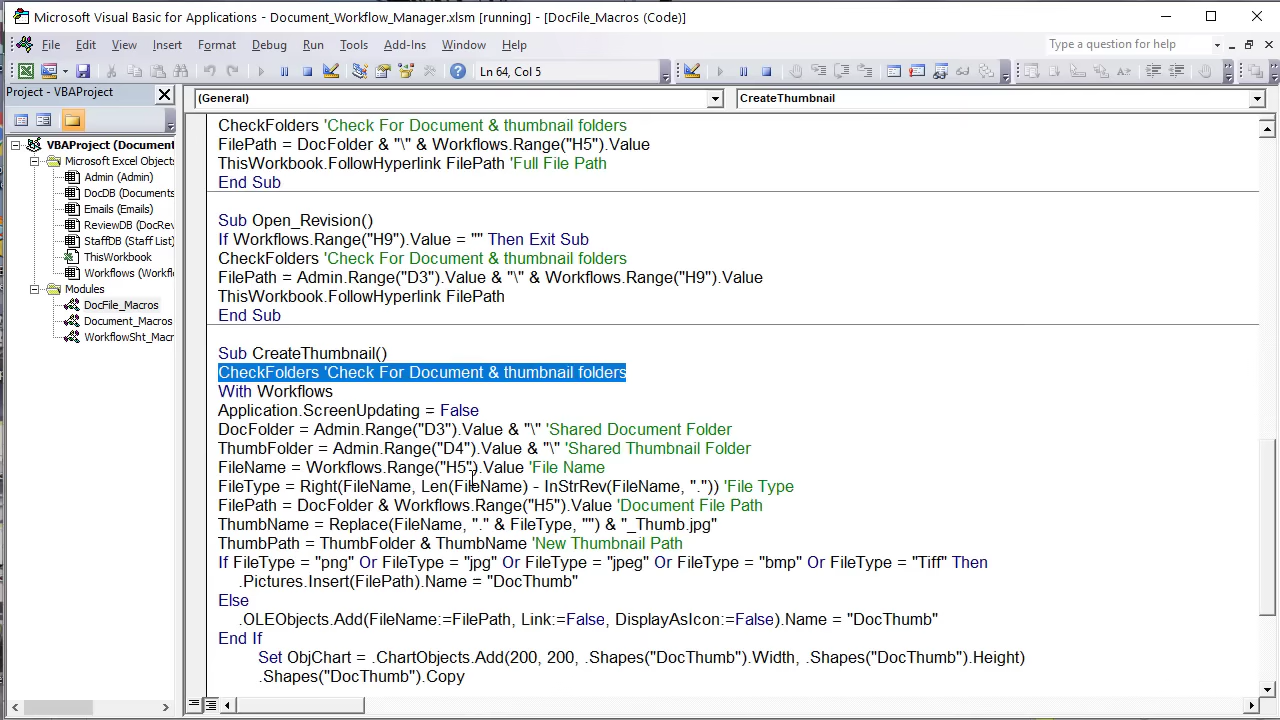 Microsoft Visual Basic for Applications - Document_Workflow_Manager.xlsm [running] - [DocFile_Macros (Code)]
File Edit View Insert Format Debug Run Tools Add-Ins Window Help
Type a question for help
Ln 64, Col 5
Project - VBAProject
(General)
CreateThumbnail
VBAProject (Document
Microsoft Excel Objects
Admin (Admin)
DocDB (Documents
Emails (Emails)
ReviewDB (DocRev
StaffDB (Staff List)
ThisWorkbook
Workflows (Workfl
Modules
DocFile_Macros
Document_Macros
WorkflowSht_Macr
CheckFolders 'Check For Document & thumbnail folders
FilePath = DocFolder & "\" & Workflows.Range("H5").Value
ThisWorkbook.FollowHyperlink FilePath 'Full File Path
End Sub
Sub Open_Revision()
If Workflows.Range("H9").Value = "" Then Exit Sub
CheckFolders 'Check For Document & thumbnail folders
FilePath = Admin.Range("D3").Value & "\" & Workflows.Range("H9").Value
ThisWorkbook.FollowHyperlink FilePath
End Sub
Sub CreateThumbnail()
CheckFolders 'Check For Document & thumbnail folders
With Workflows
Application.ScreenUpdating = False
DocFolder = Admin.Range("D3").Value & "\" 'Shared Document Folder
ThumbFolder = Admin.Range("D4").Value & "\" 'Shared Thumbnail Folder
FileName = Workflows.Range("H5").Value 'File Name
FileType = Right(FileName, Len(FileName) - InStrRev(FileName, ".")) 'File Type
FilePath = DocFolder & Workflows.Range("H5").Value 'Document File Path
ThumbName = Replace(FileName, "." & FileType, "") & "_Thumb.jpg"
ThumbPath = ThumbFolder & ThumbName 'New Thumbnail Path
If FileType = "png" Or FileType = "jpg" Or FileType = "jpeg" Or FileType = "bmp" Or FileType = "Tiff" Then
.Pictures.Insert(FilePath).Name = "DocThumb"
Else
.OLEObjects.Add(FileName:=FilePath, Link:=False, DisplayAsIcon:=False).Name = "DocThumb"
End If
Set ObjChart = .ChartObjects.Add(200, 200, .Shapes("DocThumb").Width, .Shapes("DocThumb").Height)
.Shapes("DocThumb").Copy